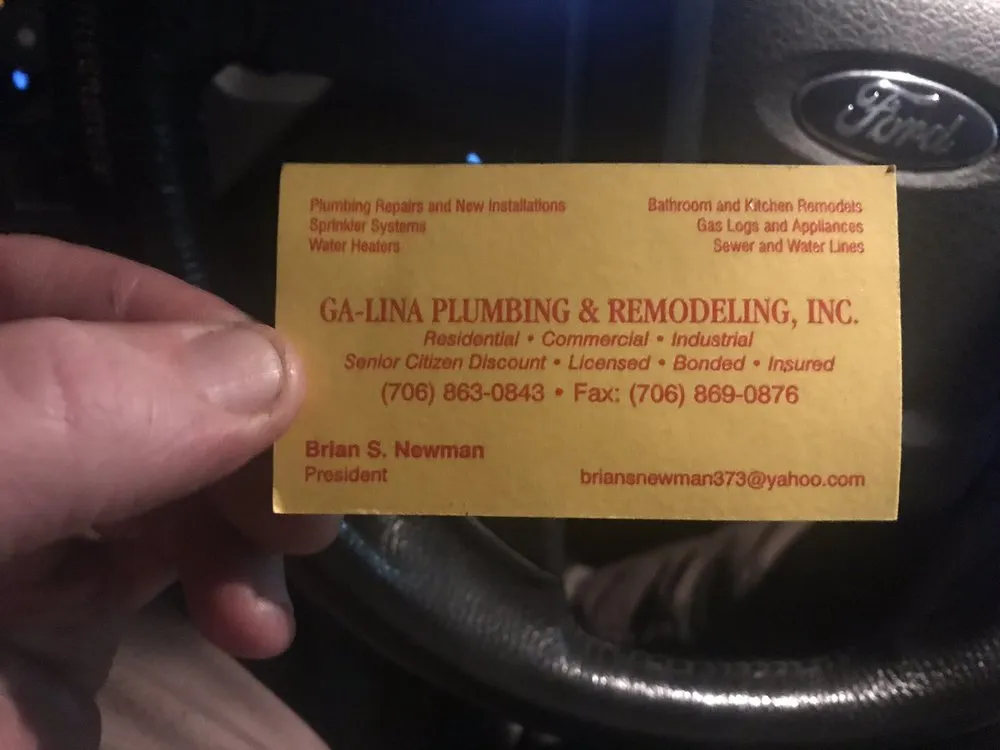 Ford
Plumbing Repairs and New Installations
Sprinkler Systems
Water Heaters
Bathroom and Kitchen Remodels
Gas Logs and Appliances
Sewer and Water Lines
GA-LINA PLUMBING & REMODELING, INC.
Residential • Commercial • Industrial
Senior Citizen Discount • Licensed • Bonded • Insured
(706) 863-0843 • Fax: (706) 869-0876
Brian S. Newman
President
briansnewman373@yahoo.com